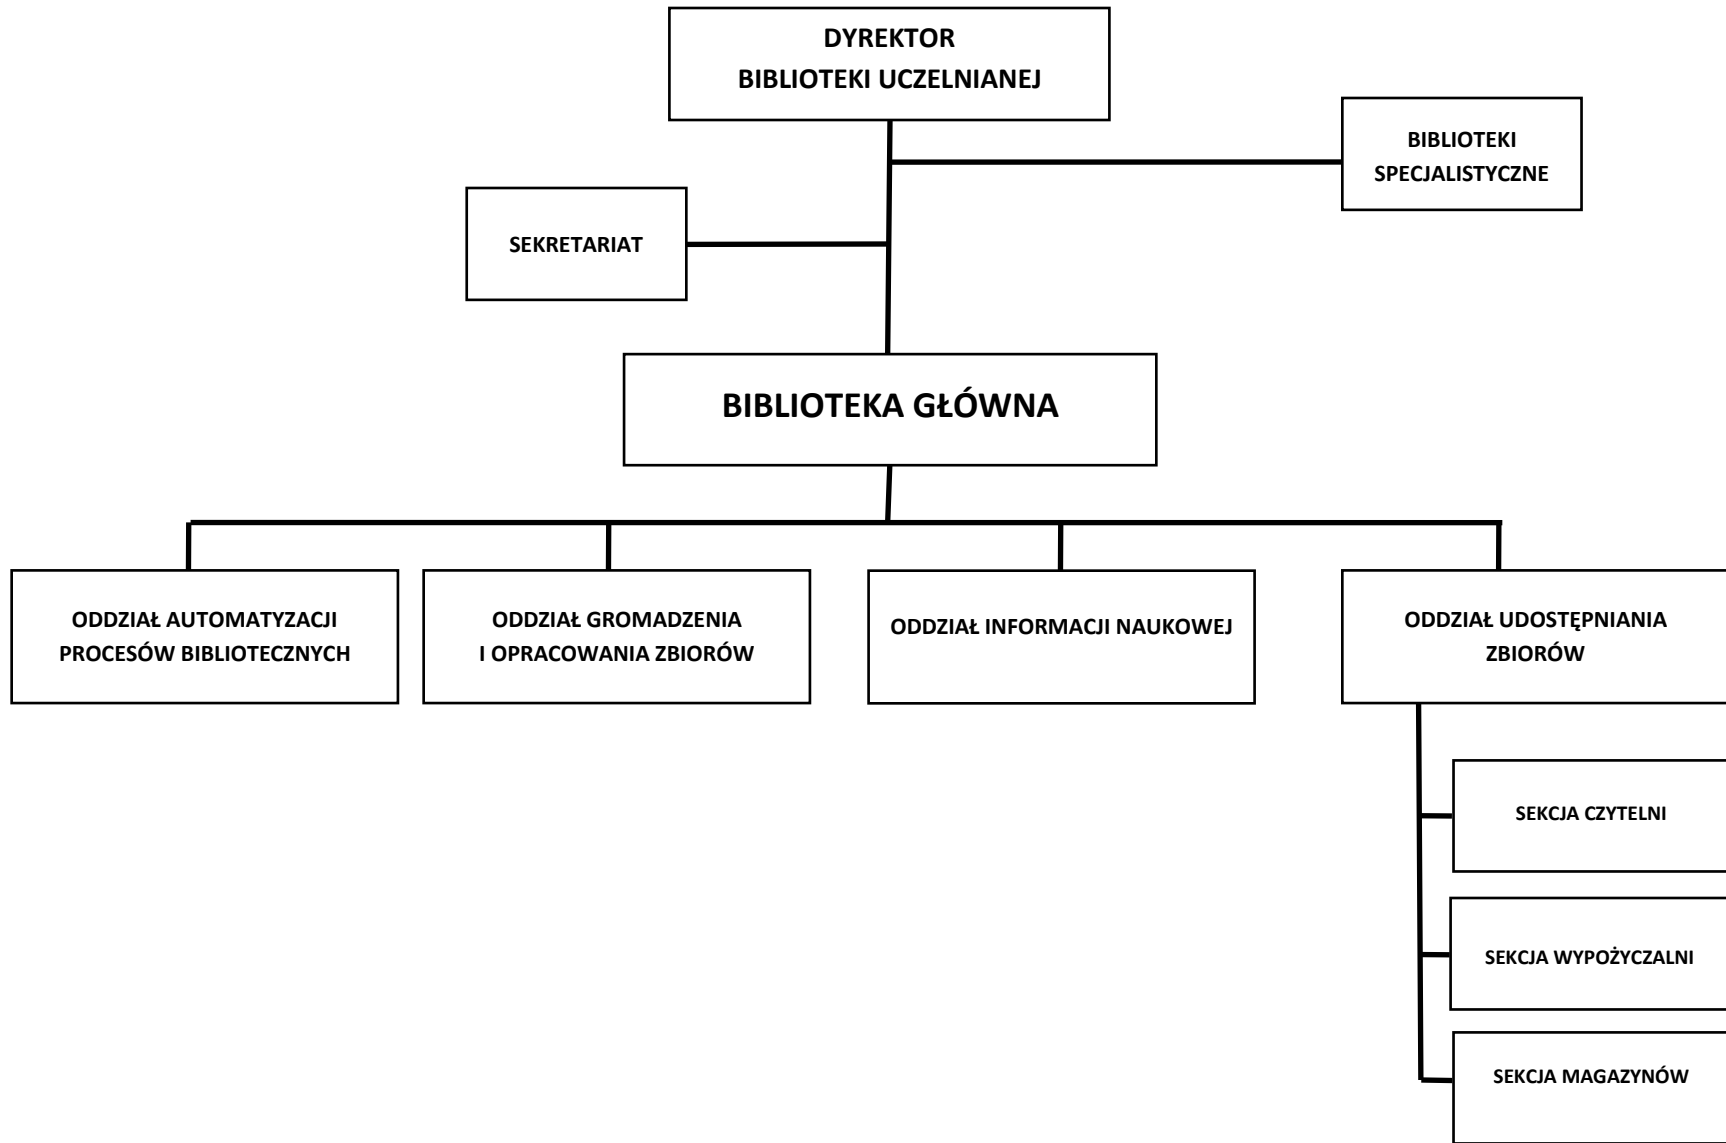 DYREKTOR
BIBLIOTEKI UCZELNIANEJ
BIBLIOTEKI
SPECJALISTYCZNE
SEKRETARIAT
BIBLIOTEKA GŁÓWNA
ODDZIAŁ AUTOMATYZACJI
PROCESÓW BIBLIOTECZNYCH
ODDZIAŁ GROMADZENIA
I OPRACOWANIA ZBIORÓW
ODDZIAŁ INFORMACJI NAUKOWEJ
ODDZIAŁ UDOSTĘPNIANIA
ZBIORÓW
SEKCJA CZYTELNI
SEKCJA WYPOŻYCZALNI
SEKCJA MAGAZYNÓW